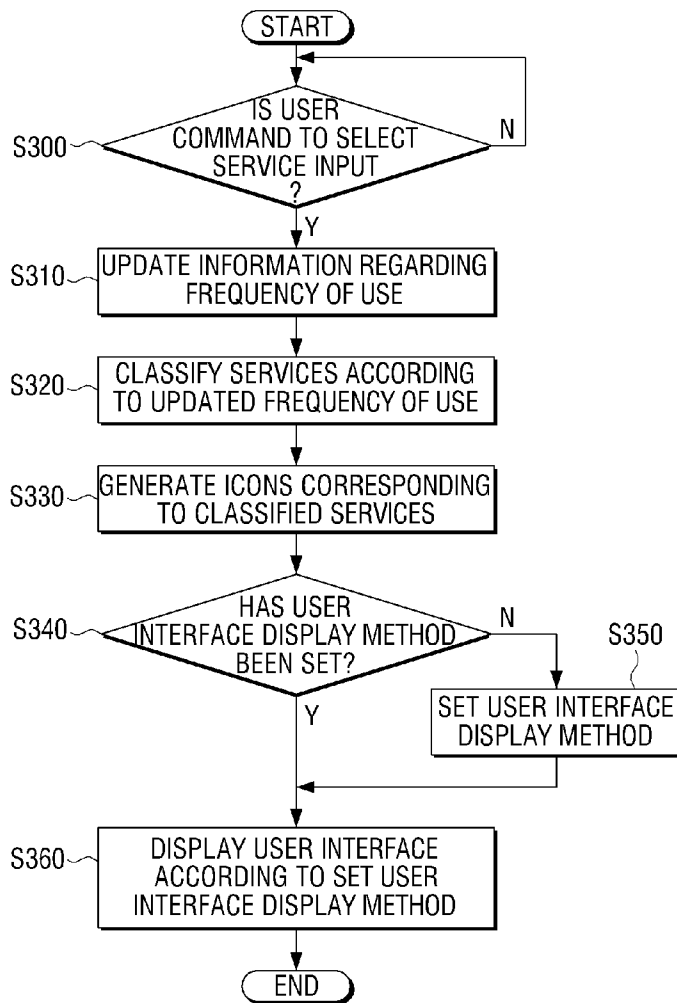 START
IS USER
COMMAND TO SELECT
SERVICE INPUT
?
N
S300
Y
UPDATE INFORMATION REGARDING
FREQUENCY OF USE
S310
CLASSIFY SERVICES ACCORDING
TO UPDATED FREQUENCY OF USE
S320
GENERATE ICONS CORRESPONDING
TO CLASSIFIED SERVICES
S330
HAS USER
INTERFACE DISPLAY METHOD
BEEN SET?
S340
N
S350
SET USER INTERFACE
DISPLAY METHOD
Y
DISPLAY USER INTERFACE
ACCORDING TO SET USER
INTERFACE DISPLAY METHOD
S360
END